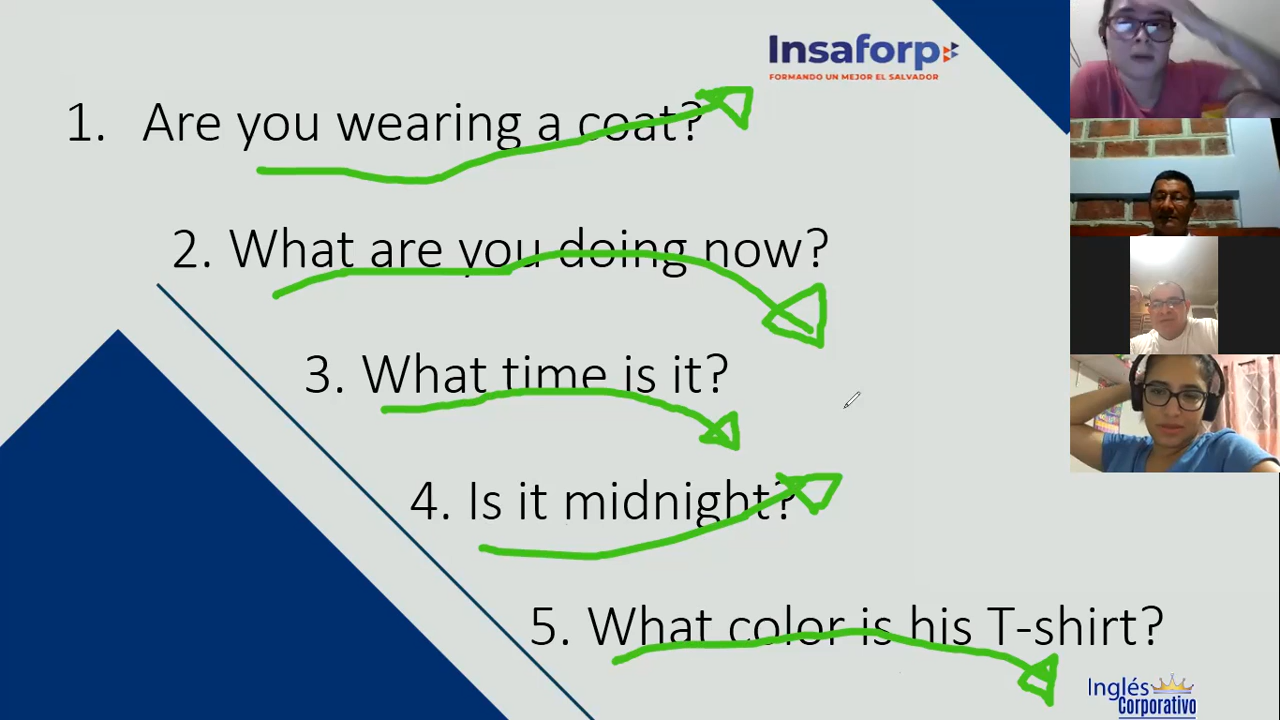 Insaforp
FORMANDO UN MEJOR EL SALVADOR
1. Are you wearing a coat?
2. What are you doing now?
3. What time is it?
4. Is it midnight?
5. What color is his T-shirt?
Inglés
Corporativo